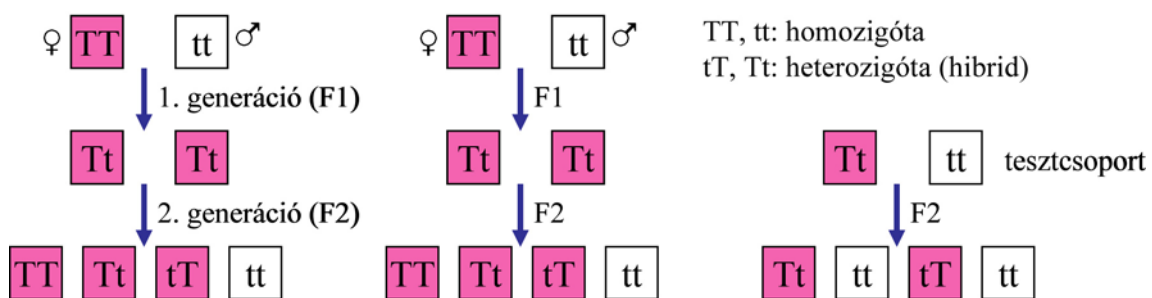 ♀ TT tt ♂
1. generáció (F1)
Tt Tt
2. generáció (F2)
TT Tt tT tt
♀ TT tt ♂
F1
Tt Tt
F2
TT Tt tT tt
TT, tt: homozigóta
tT, Tt: heterozigóta (hibrid)
Tt tt tesztcsoport
F2
Tt tt tT tt